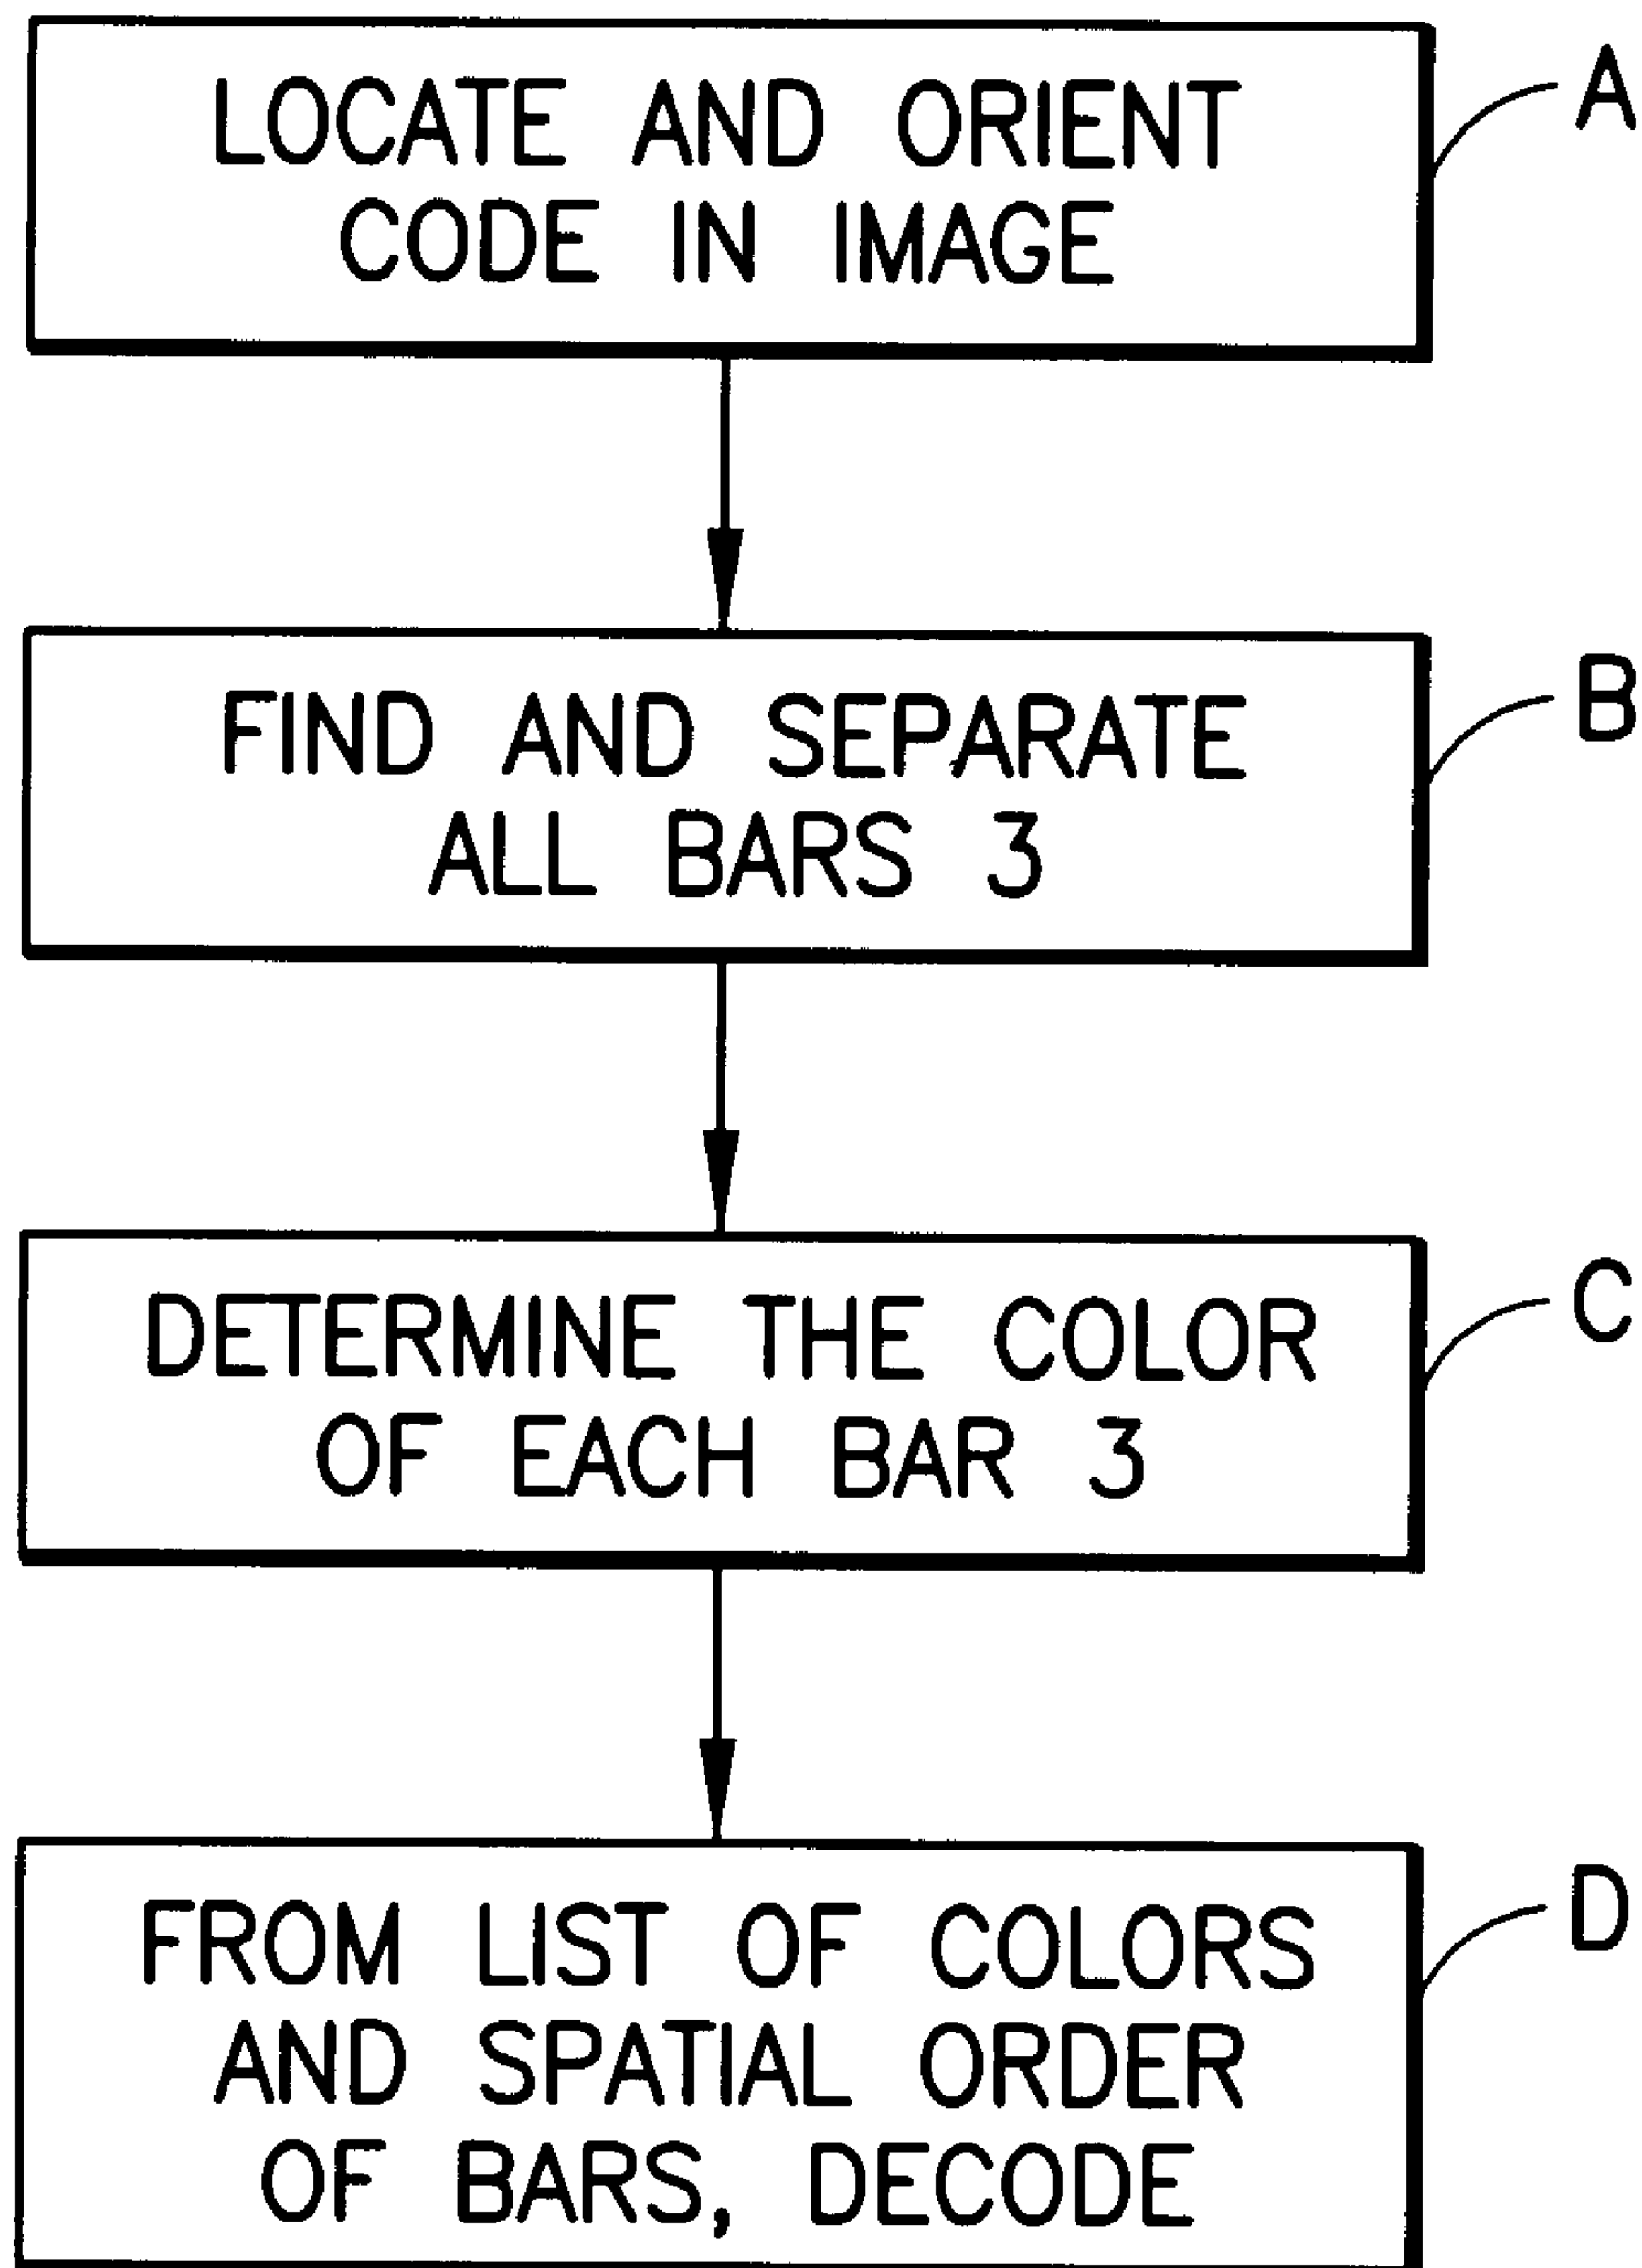 LOCATE AND ORIENT
CODE IN IMAGE
A
FIND AND SEPARATE
ALL BARS 3
B
DETERMINE THE COLOR
OF EACH BAR 3
C
FROM LIST OF COLORS
AND SPATIAL ORDER
OF BARS, DECODE
D